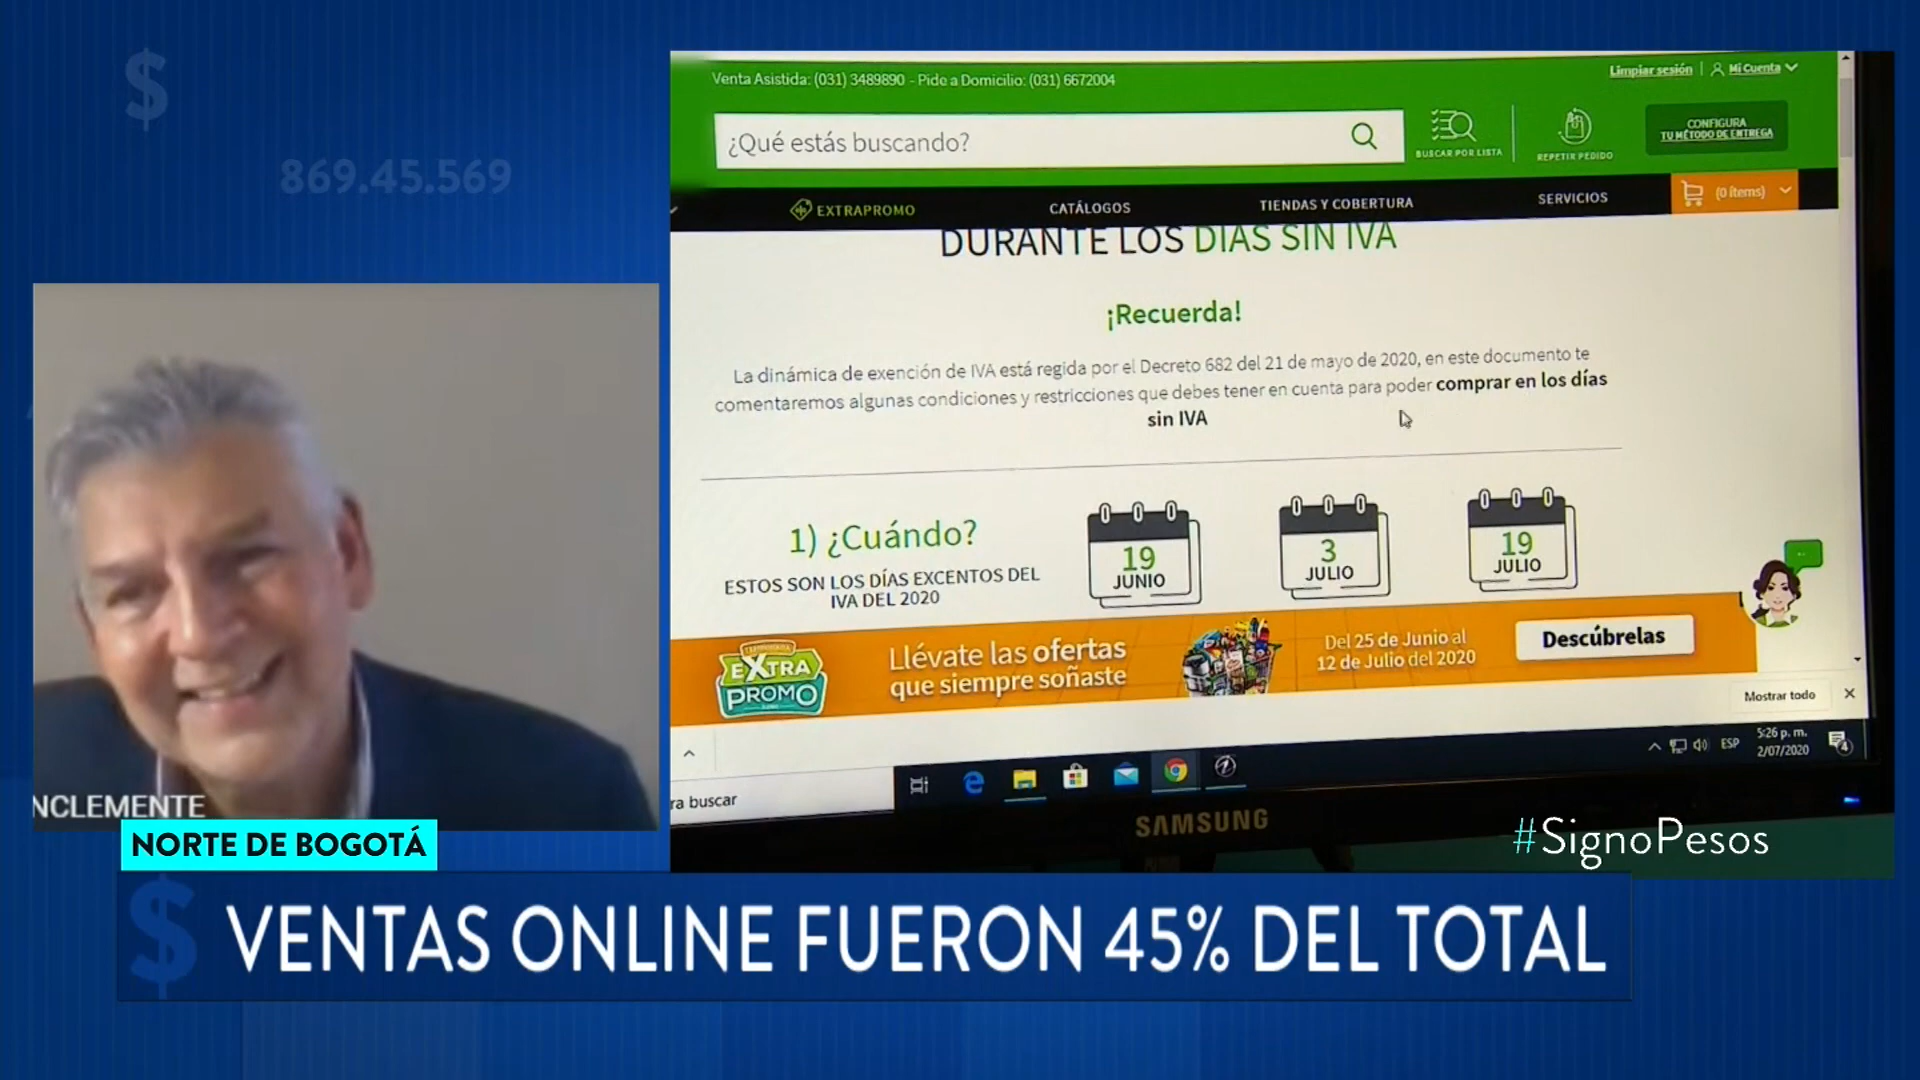 $
869.45.569
Venta Asistida: (031) 3489890 - Pide a Domicilio: (031) 6672004
Limpiar sesión
Mi Cuenta
¿Qué estás buscando?
BUSCAR POR LISTA
REPETIR PEDIDO
CONFIGURA
TU MÉTODO DE ENTREGA
EXTRAPROMO
CATÁLOGOS
TIENDAS Y COBERTURA
SERVICIOS
(0 ítems)
DURANTE LOS DÍAS SIN IVA
¡Recuerda!
La dinámica de exención de IVA está regida por el Decreto 682 del 21 de mayo de 2020, en este documento te
comentaremos algunas condiciones y restricciones que debes tener en cuenta para poder comprar en los días
sin IVA
1) ¿Cuándo?
ESTOS SON LOS DÍAS EXCENTOS DEL
IVA DEL 2020
19
JUNIO
3
JULIO
19
JULIO
EXTRA
PROMO
Llévate las ofertas
que siempre soñaste
Del 25 de Junio al
12 de Julio del 2020
Descúbrelas
Mostrar todo
ra buscar
ESP
5:26 p. m.
2/07/2020
4
SAMSUNG
#SignoPesos
NCLEMENTE
NORTE DE BOGOTÁ
$
VENTAS ONLINE FUERON 45% DEL TOTAL